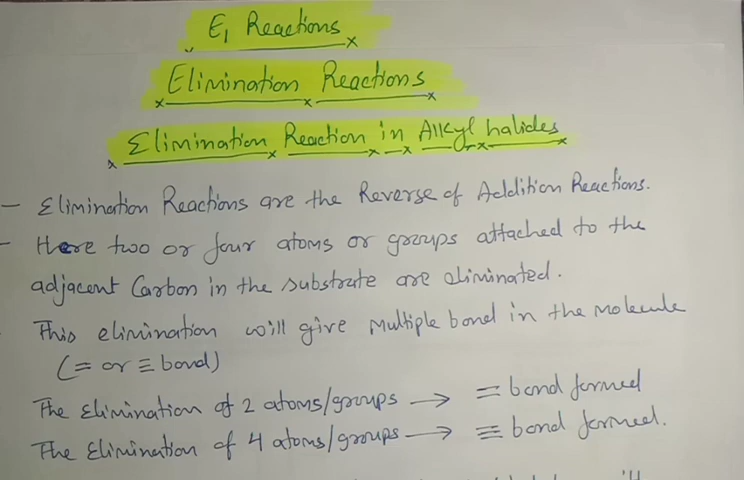 E1 Reactions
Elimination Reactions
Elimination Reaction in Alkyl halides
- Elimination Reactions are the Reverse of Addition Reactions.
- Here two or four atoms or groups attached to the
adjacent Carbon in the substrate are eliminated.
This elimination will give Multiple bond in the Molecule
(= or ≡ bond)
The Elimination of 2 atoms/groups → = bond formed
The Elimination of 4 atoms/groups → ≡ bond formed.